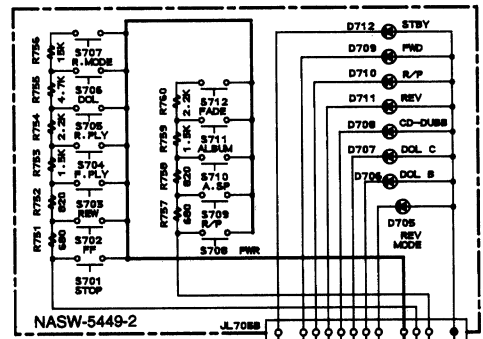 D712 STBY
D709 FWD
D710 R/P
D711 REV
D708 CD-DUBB
D707 DOL C
D706 DOL B
D705
REV
MODE
R756 15K
R755 4.7K
R754 2.2K
R753 1.5K
R752 820
R751 680
S707
R.MODE
S706
DOL
S705
R.PLY
S704
F.PLY
S703
REW
S702
FF
S701
STOP
R760 2.2K
R759 1.5K
R758 820
R757 680
S712
FADE
S711
ALBUM
S710
A.SP
S709
R/P
S708 PWR
NASW-5449-2
JL705B